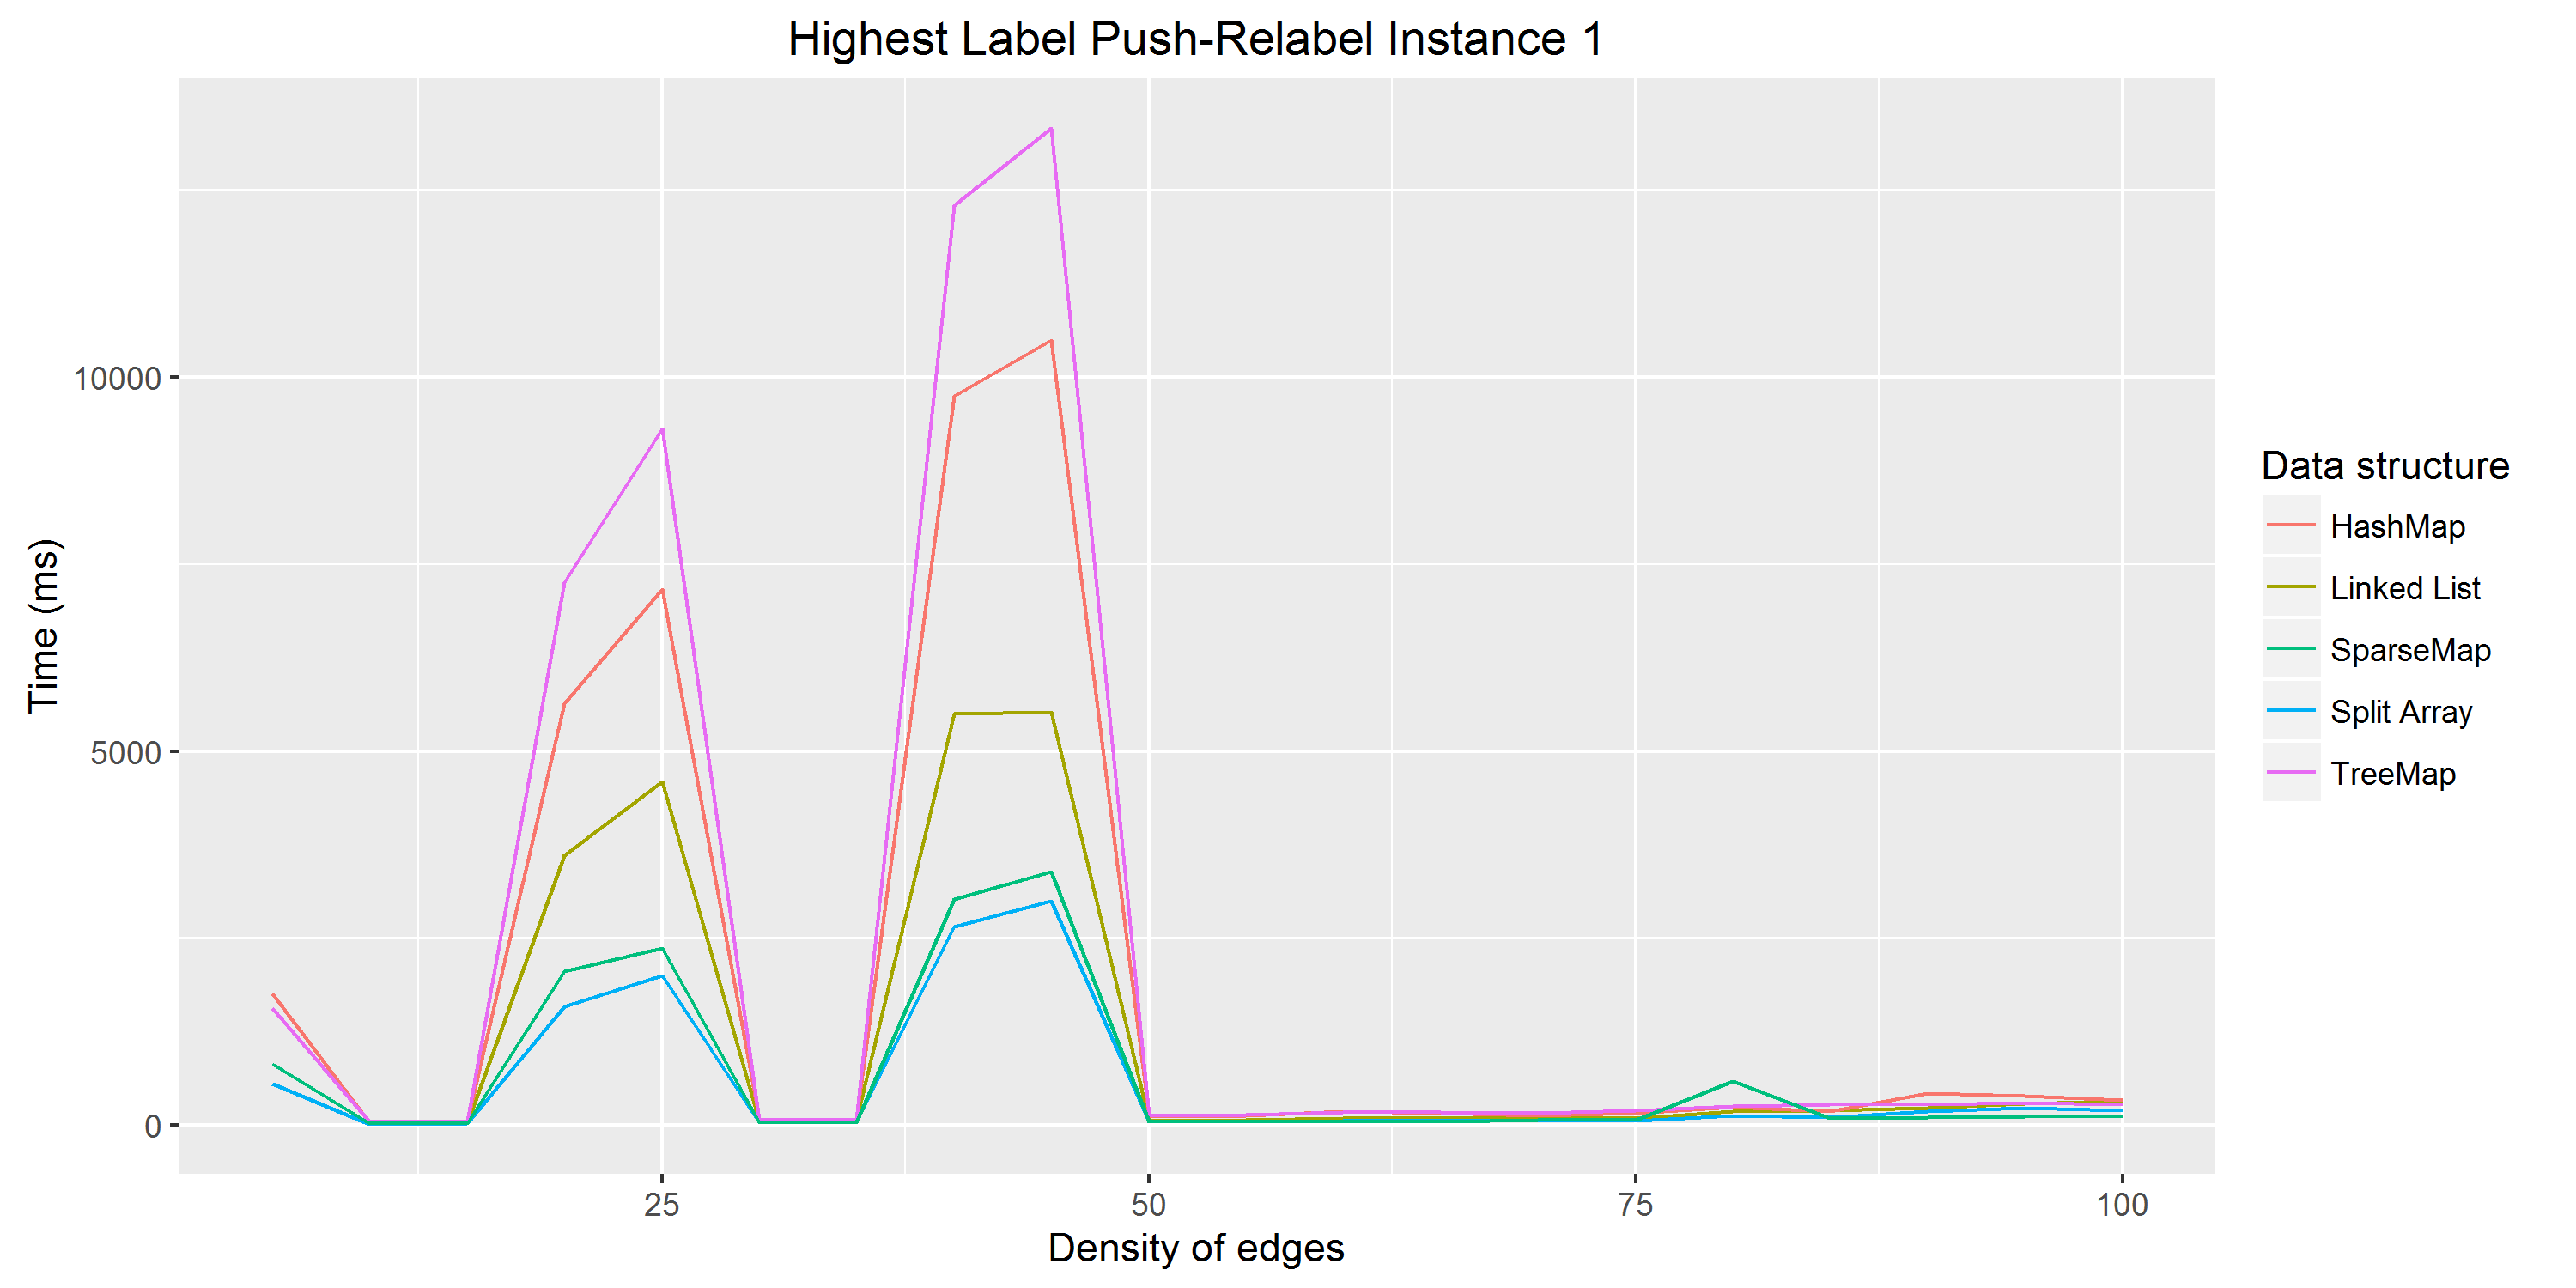 Highest Label Push-Relabel Instance 1
Time (ms)
10000
5000
0
25 50 75 100
Density of edges
Data structure
HashMap
Linked List
SparseMap
Split Array
TreeMap